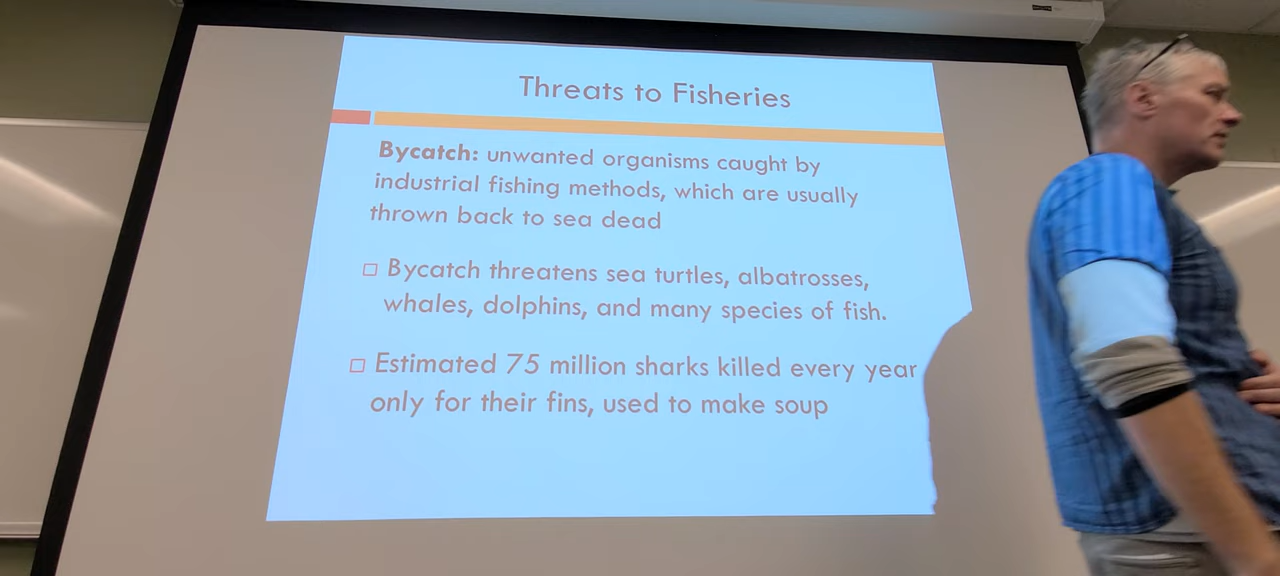 Threats to Fisheries
Bycatch: unwanted organisms caught by
industrial fishing methods, which are usually
thrown back to sea dead
Bycatch threatens sea turtles, albatrosses,
whales, dolphins, and many species of fish.
Estimated 75 million sharks killed every year
only for their fins, used to make soup